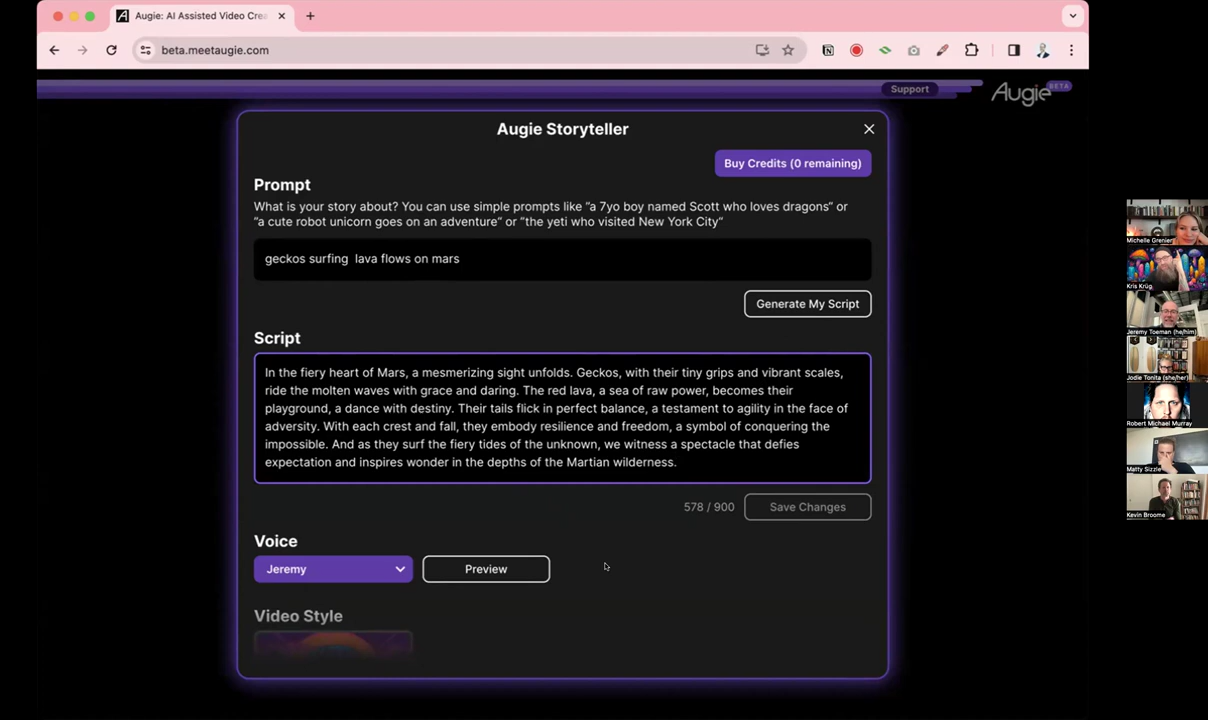 Augie: AI Assisted Video Crea
beta.meetaugie.com
Support
Augie BETA
Augie Storyteller
Buy Credits (0 remaining)
Prompt
What is your story about? You can use simple prompts like "a 7yo boy named Scott who loves dragons" or
"a cute robot unicorn goes on an adventure" or "the yeti who visited New York City"
geckos surfing  lava flows on mars
Generate My Script
Script
In the fiery heart of Mars, a mesmerizing sight unfolds. Geckos, with their tiny grips and vibrant scales,
ride the molten waves with grace and daring. The red lava, a sea of raw power, becomes their
playground, a dance with destiny. Their tails flick in perfect balance, a testament to agility in the face of
adversity. With each crest and fall, they embody resilience and freedom, a symbol of conquering the
impossible. And as they surf the fiery tides of the unknown, we witness a spectacle that defies
expectation and inspires wonder in the depths of the Martian wilderness.
578 / 900
Save Changes
Voice
Jeremy
Preview
Video Style
Michelle Grenier
Kris Krüg
Jeremy Toeman (he/him)
Jodie Tonita (she/her)
Robert Michael Murray
Matty Sizzle
Kevin Broome